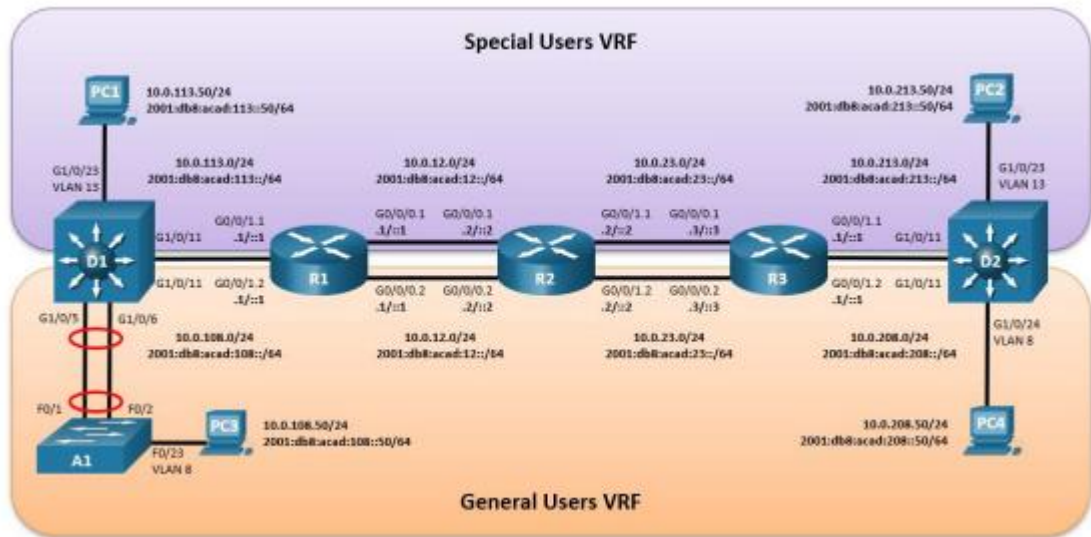 Special Users VRF
PC1
10.0.113.50/24
2001:db8:acad:113::50/64
10.0.213.50/24
2001:db8:acad:213::50/64
PC2
G1/0/23
VLAN 13
10.0.113.0/24
2001:db8:acad:113::/64
10.0.12.0/24
2001:db8:acad:12::/64
10.0.23.0/24
2001:db8:acad:23::/64
10.0.213.0/24
2001:db8:acad:213::/64
G1/0/23
VLAN 13
D1
G1/0/11
G0/0/1.1
.1/::1
R1
G0/0/0.1
.1/::1
G0/0/0.1
.2/::2
R2
G0/0/1.1
.2/::2
G0/0/0.1
.3/::3
R3
G0/0/1.1
.1/::1
G1/0/11
D2
G1/0/11
G0/0/1.2
.1/::1
G0/0/0.2
.1/::1
G0/0/0.2
.2/::2
G0/0/1.2
.2/::2
G0/0/0.2
.3/::3
G0/0/1.2
.1/::1
G1/0/11
G1/0/5
G1/0/6
10.0.108.0/24
2001:db8:acad:108::/64
10.0.12.0/24
2001:db8:acad:12::/64
10.0.23.0/24
2001:db8:acad:23::/64
10.0.208.0/24
2001:db8:acad:208::/64
G1/0/24
VLAN 8
F0/1
F0/2
A1
F0/23
VLAN 8
PC3
10.0.108.50/24
2001:db8:acad:108::50/64
10.0.208.50/24
2001:db8:acad:208::50/64
PC4
General Users VRF